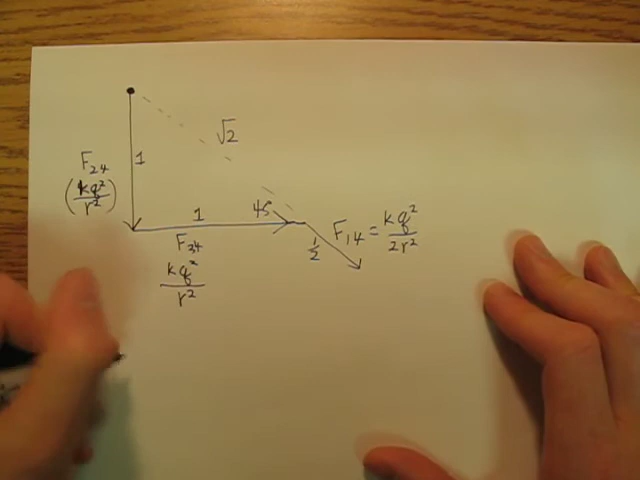 √2
F24
(kq²/r²)
1
1
45
F34
kq²/r²
1/2
F14 = kq²/2r²